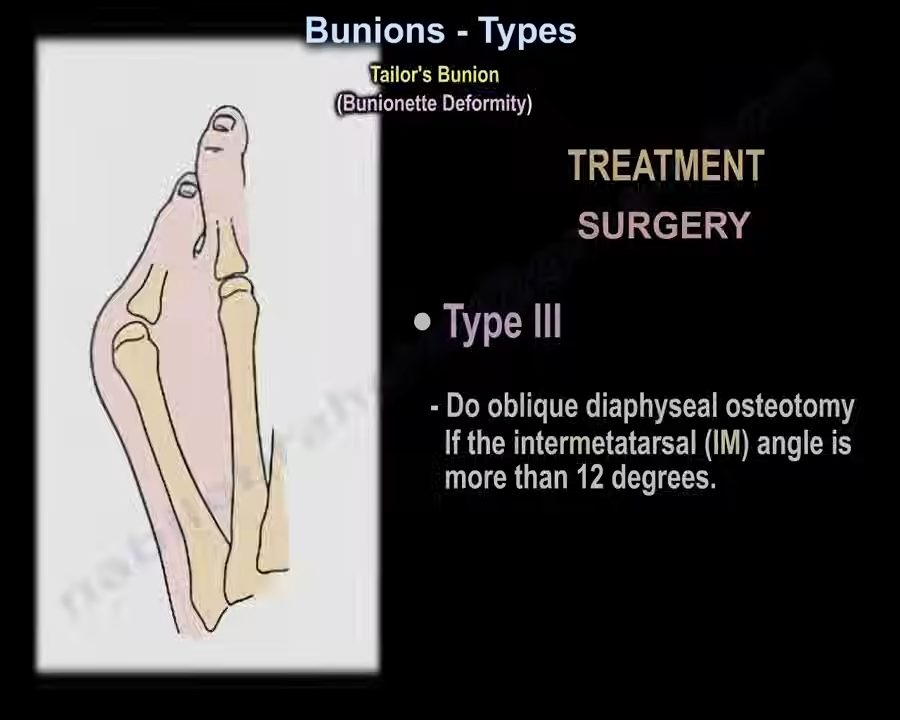 Bunions - Types
Tailor's Bunion
(Bunionette Deformity)
TREATMENT
SURGERY
• Type III
- Do oblique diaphyseal osteotomy
If the intermetatarsal (IM) angle is
more than 12 degrees.